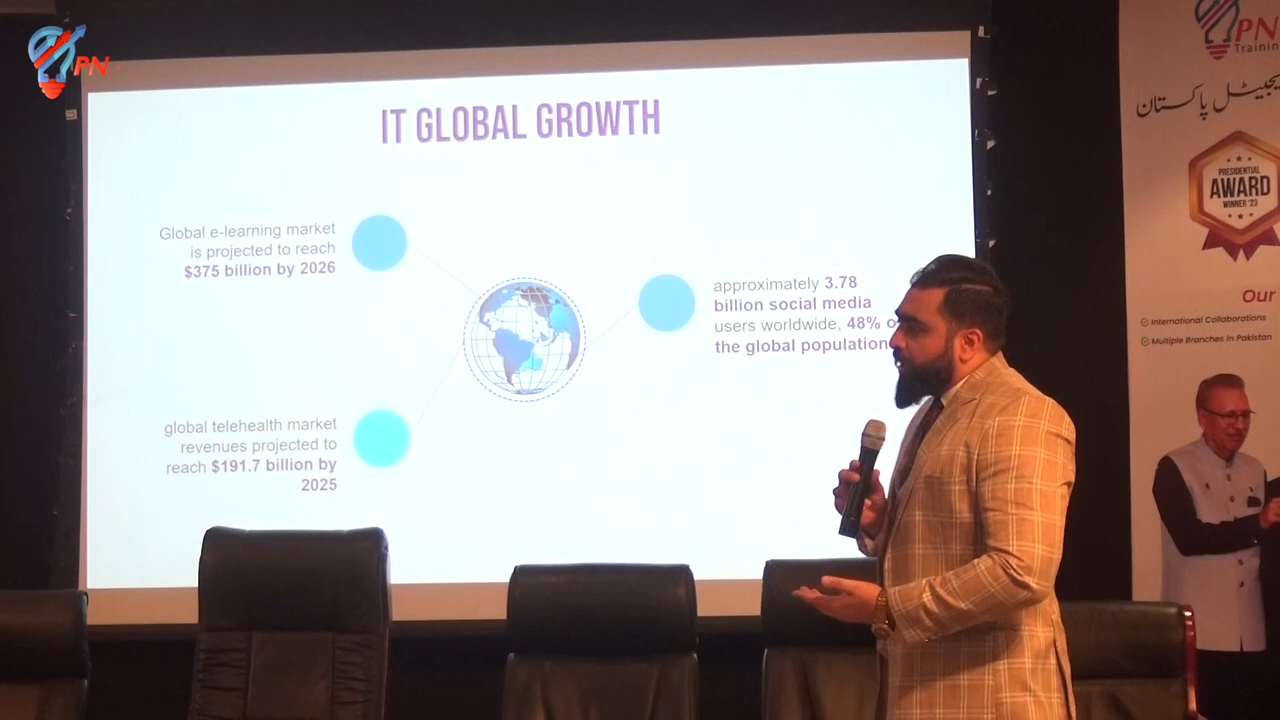 PN
IT GLOBAL GROWTH
Global e-learning market
is projected to reach
$375 billion by 2026
approximately 3.78
billion social media
users worldwide, 48%
the global population
global telehealth market
revenues projected to
reach $191.7 billion by
2025
PN
Trainin
ڈیجیٹل پاکستان
PRESIDENTIAL
AWARD
WINNER '23
Our
International Collaborations
Multiple Branches in Pakistan